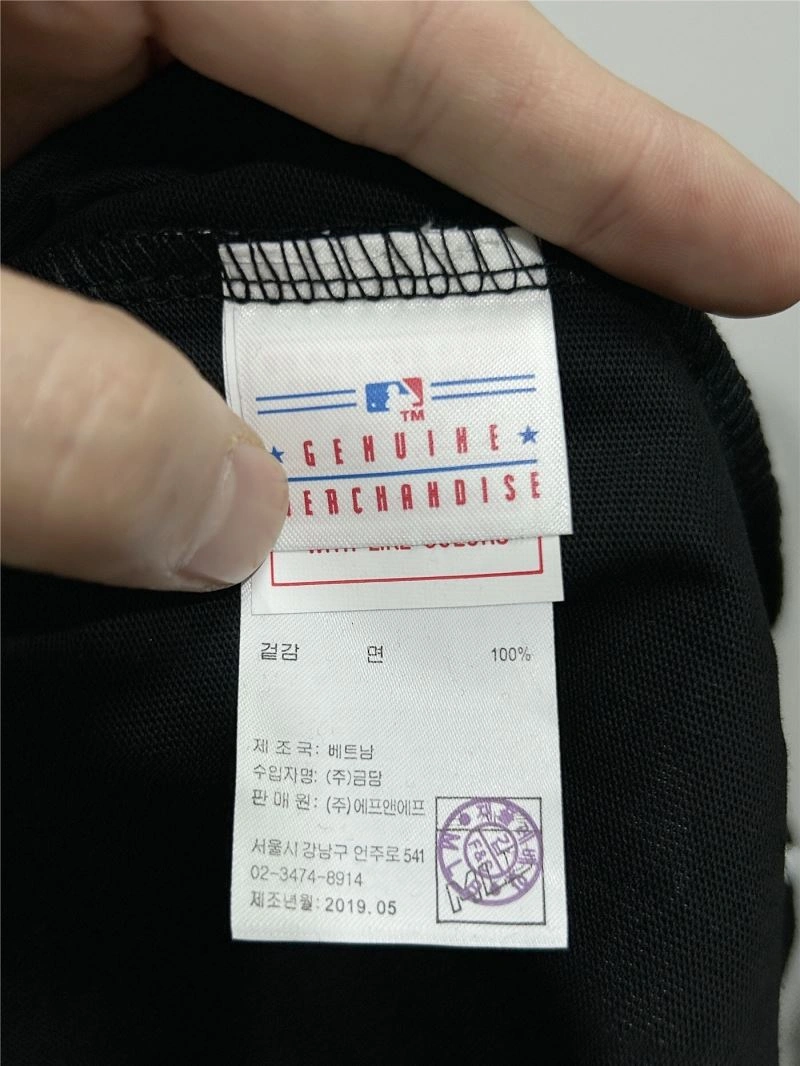 TM
GENUINE
MERCHANDISE
겉감 면 100%
제 조 국: 베트남
수입자명: (주)금담
판 매 원: (주)에프앤에프
서울시 강남구 언주로 541
02-3474-8914
제조년월: 2019. 05